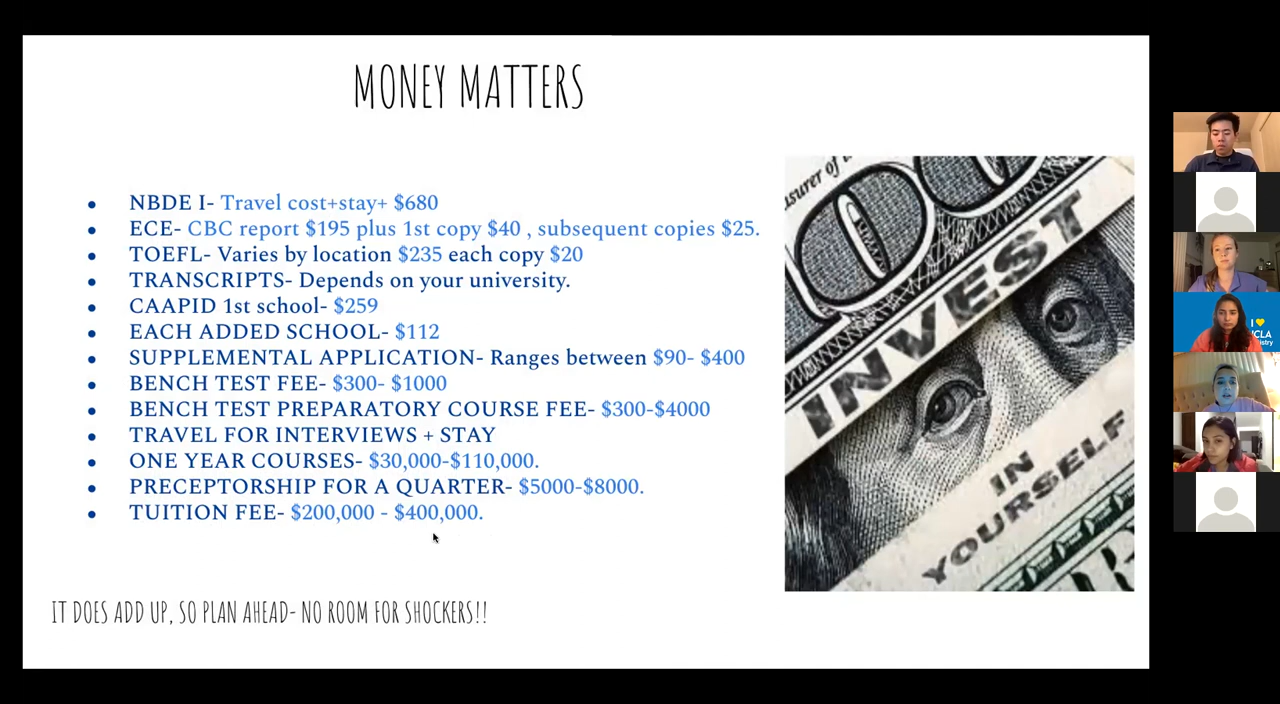 MONEY MATTERS
● NBDE I- Travel cost+stay+ $680
● ECE- CBC report $195 plus 1st copy $40 , subsequent copies $25.
● TOEFL- Varies by location $235 each copy $20
● TRANSCRIPTS- Depends on your university.
● CAAPID 1st school- $259
● EACH ADDED SCHOOL- $112
● SUPPLEMENTAL APPLICATION- Ranges between $90- $400
● BENCH TEST FEE- $300- $1000
● BENCH TEST PREPARATORY COURSE FEE- $300-$4000
● TRAVEL FOR INTERVIEWS + STAY
● ONE YEAR COURSES- $30,000-$110,000.
● PRECEPTORSHIP FOR A QUARTER- $5000-$8000.
● TUITION FEE- $200,000 - $400,000.
IT DOES ADD UP, SO PLAN AHEAD- NO ROOM FOR SHOCKERS!!
100
INVEST
IN
YOURSELF
I 💛